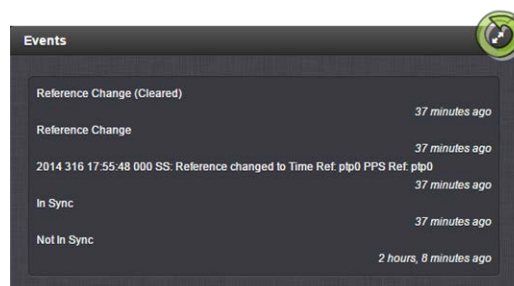 Events
Reference Change (Cleared)
37 minutes ago
Reference Change
37 minutes ago
2014 316 17:55:48 000 SS: Reference changed to Time Ref: ptp0 PPS Ref: ptp0
37 minutes ago
In Sync
37 minutes ago
Not In Sync
2 hours, 8 minutes ago